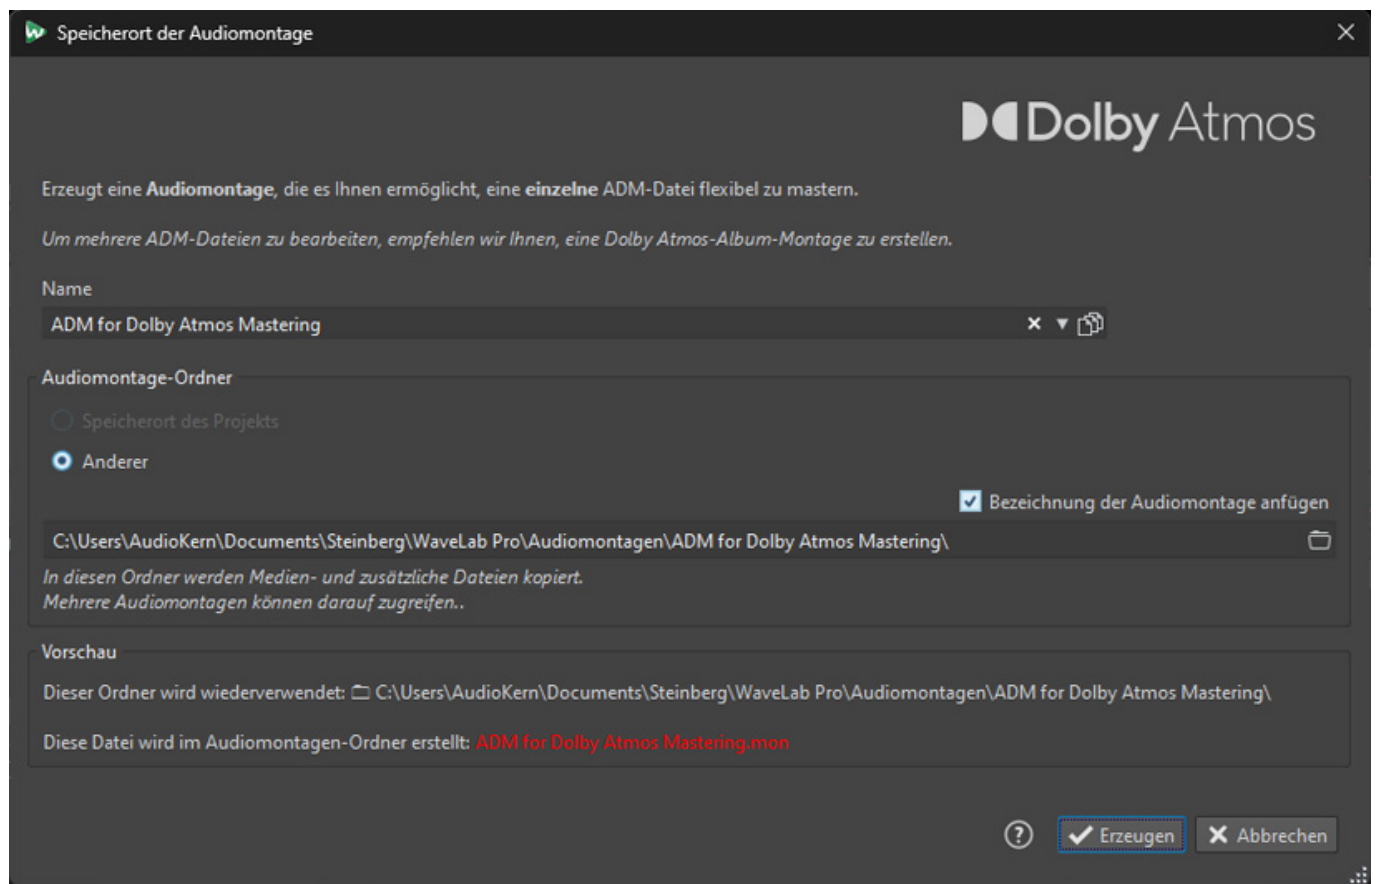 Speicherort der Audiomontage
Dolby Atmos
Erzeugt eine Audiomontage, die es Ihnen ermöglicht, eine einzelne ADM-Datei flexibel zu mastern.
Um mehrere ADM-Dateien zu bearbeiten, empfehlen wir Ihnen, eine Dolby Atmos-Album-Montage zu erstellen.
Name
ADM for Dolby Atmos Mastering
Audiomontage-Ordner
Speicherort des Projekts
Anderer
Bezeichnung der Audiomontage anfügen
C:\Users\AudioKern\Documents\Steinberg\WaveLab Pro\Audiomontagen\ADM for Dolby Atmos Mastering\
In diesen Ordner werden Medien- und zusätzliche Dateien kopiert.
Mehrere Audiomontagen können darauf zugreifen..
Vorschau
Dieser Ordner wird wiederverwendet: C:\Users\AudioKern\Documents\Steinberg\WaveLab Pro\Audiomontagen\ADM for Dolby Atmos Mastering\
Diese Datei wird im Audiomontagen-Ordner erstellt: ADM for Dolby Atmos Mastering.mon
? Erzeugen Abbrechen